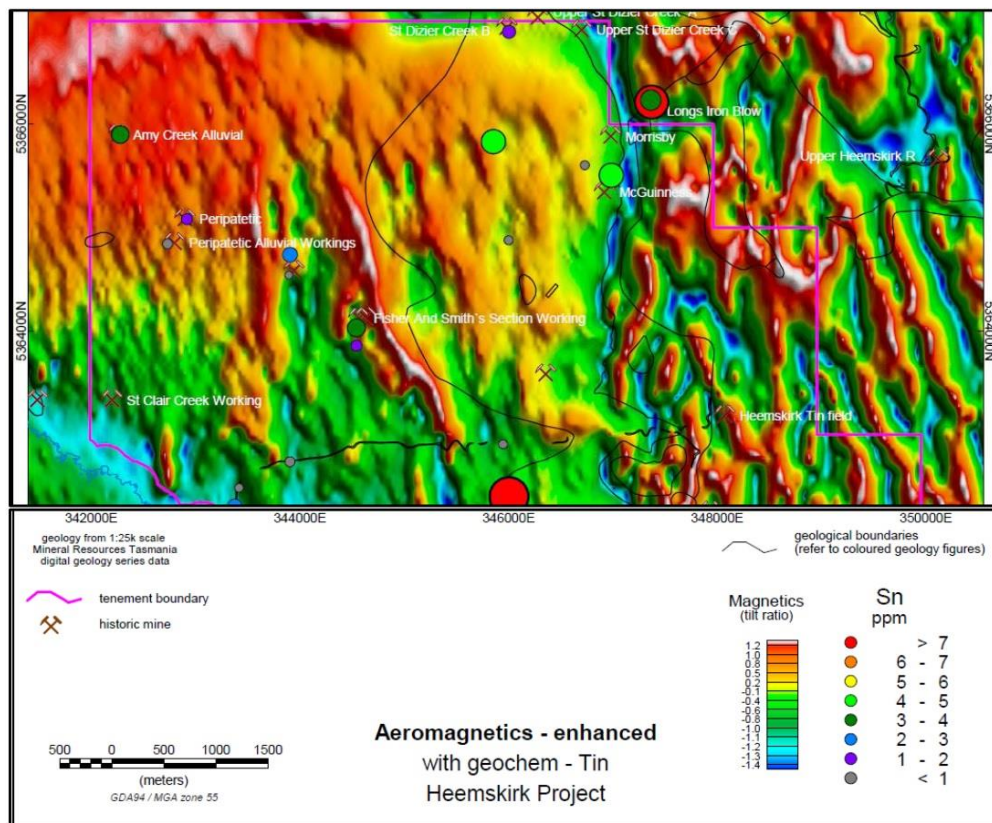 Upper St Dizier Creek A
St Dizier Creek B
Upper St Dizier Creek C
Longs Iron Blow
5366000N
5366000N
Amy Creek Alluvial
Morrisby
Upper Heemskirk R
McGuinness
Peripatetic
Peripatetic Alluvial Workings
Fisher And Smith`s Section Working
5364000N
5364000N
St Clair Creek Working
Heemskirk Tin field
342000E
344000E
346000E
348000E
350000E
geology from 1:25k scale
Mineral Resources Tasmania
digital geology series data
geological boundaries
(refer to coloured geology figures)
tenement boundary
historic mine
Magnetics
(tilt ratio)
1.2
1.0
0.8
0.5
0.2
-0.1
-0.4
-0.6
-0.8
-1.0
-1.1
-1.2
-1.3
-1.4
Sn
ppm
> 7
6 - 7
5 - 6
4 - 5
3 - 4
2 - 3
1 - 2
< 1
500 0 500 1000 1500
(meters)
GDA94 / MGA zone 55
Aeromagnetics - enhanced
with geochem - Tin
Heemskirk Project